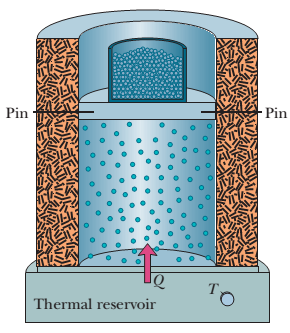 Pin
Pin
Q
T
Thermal reservoir